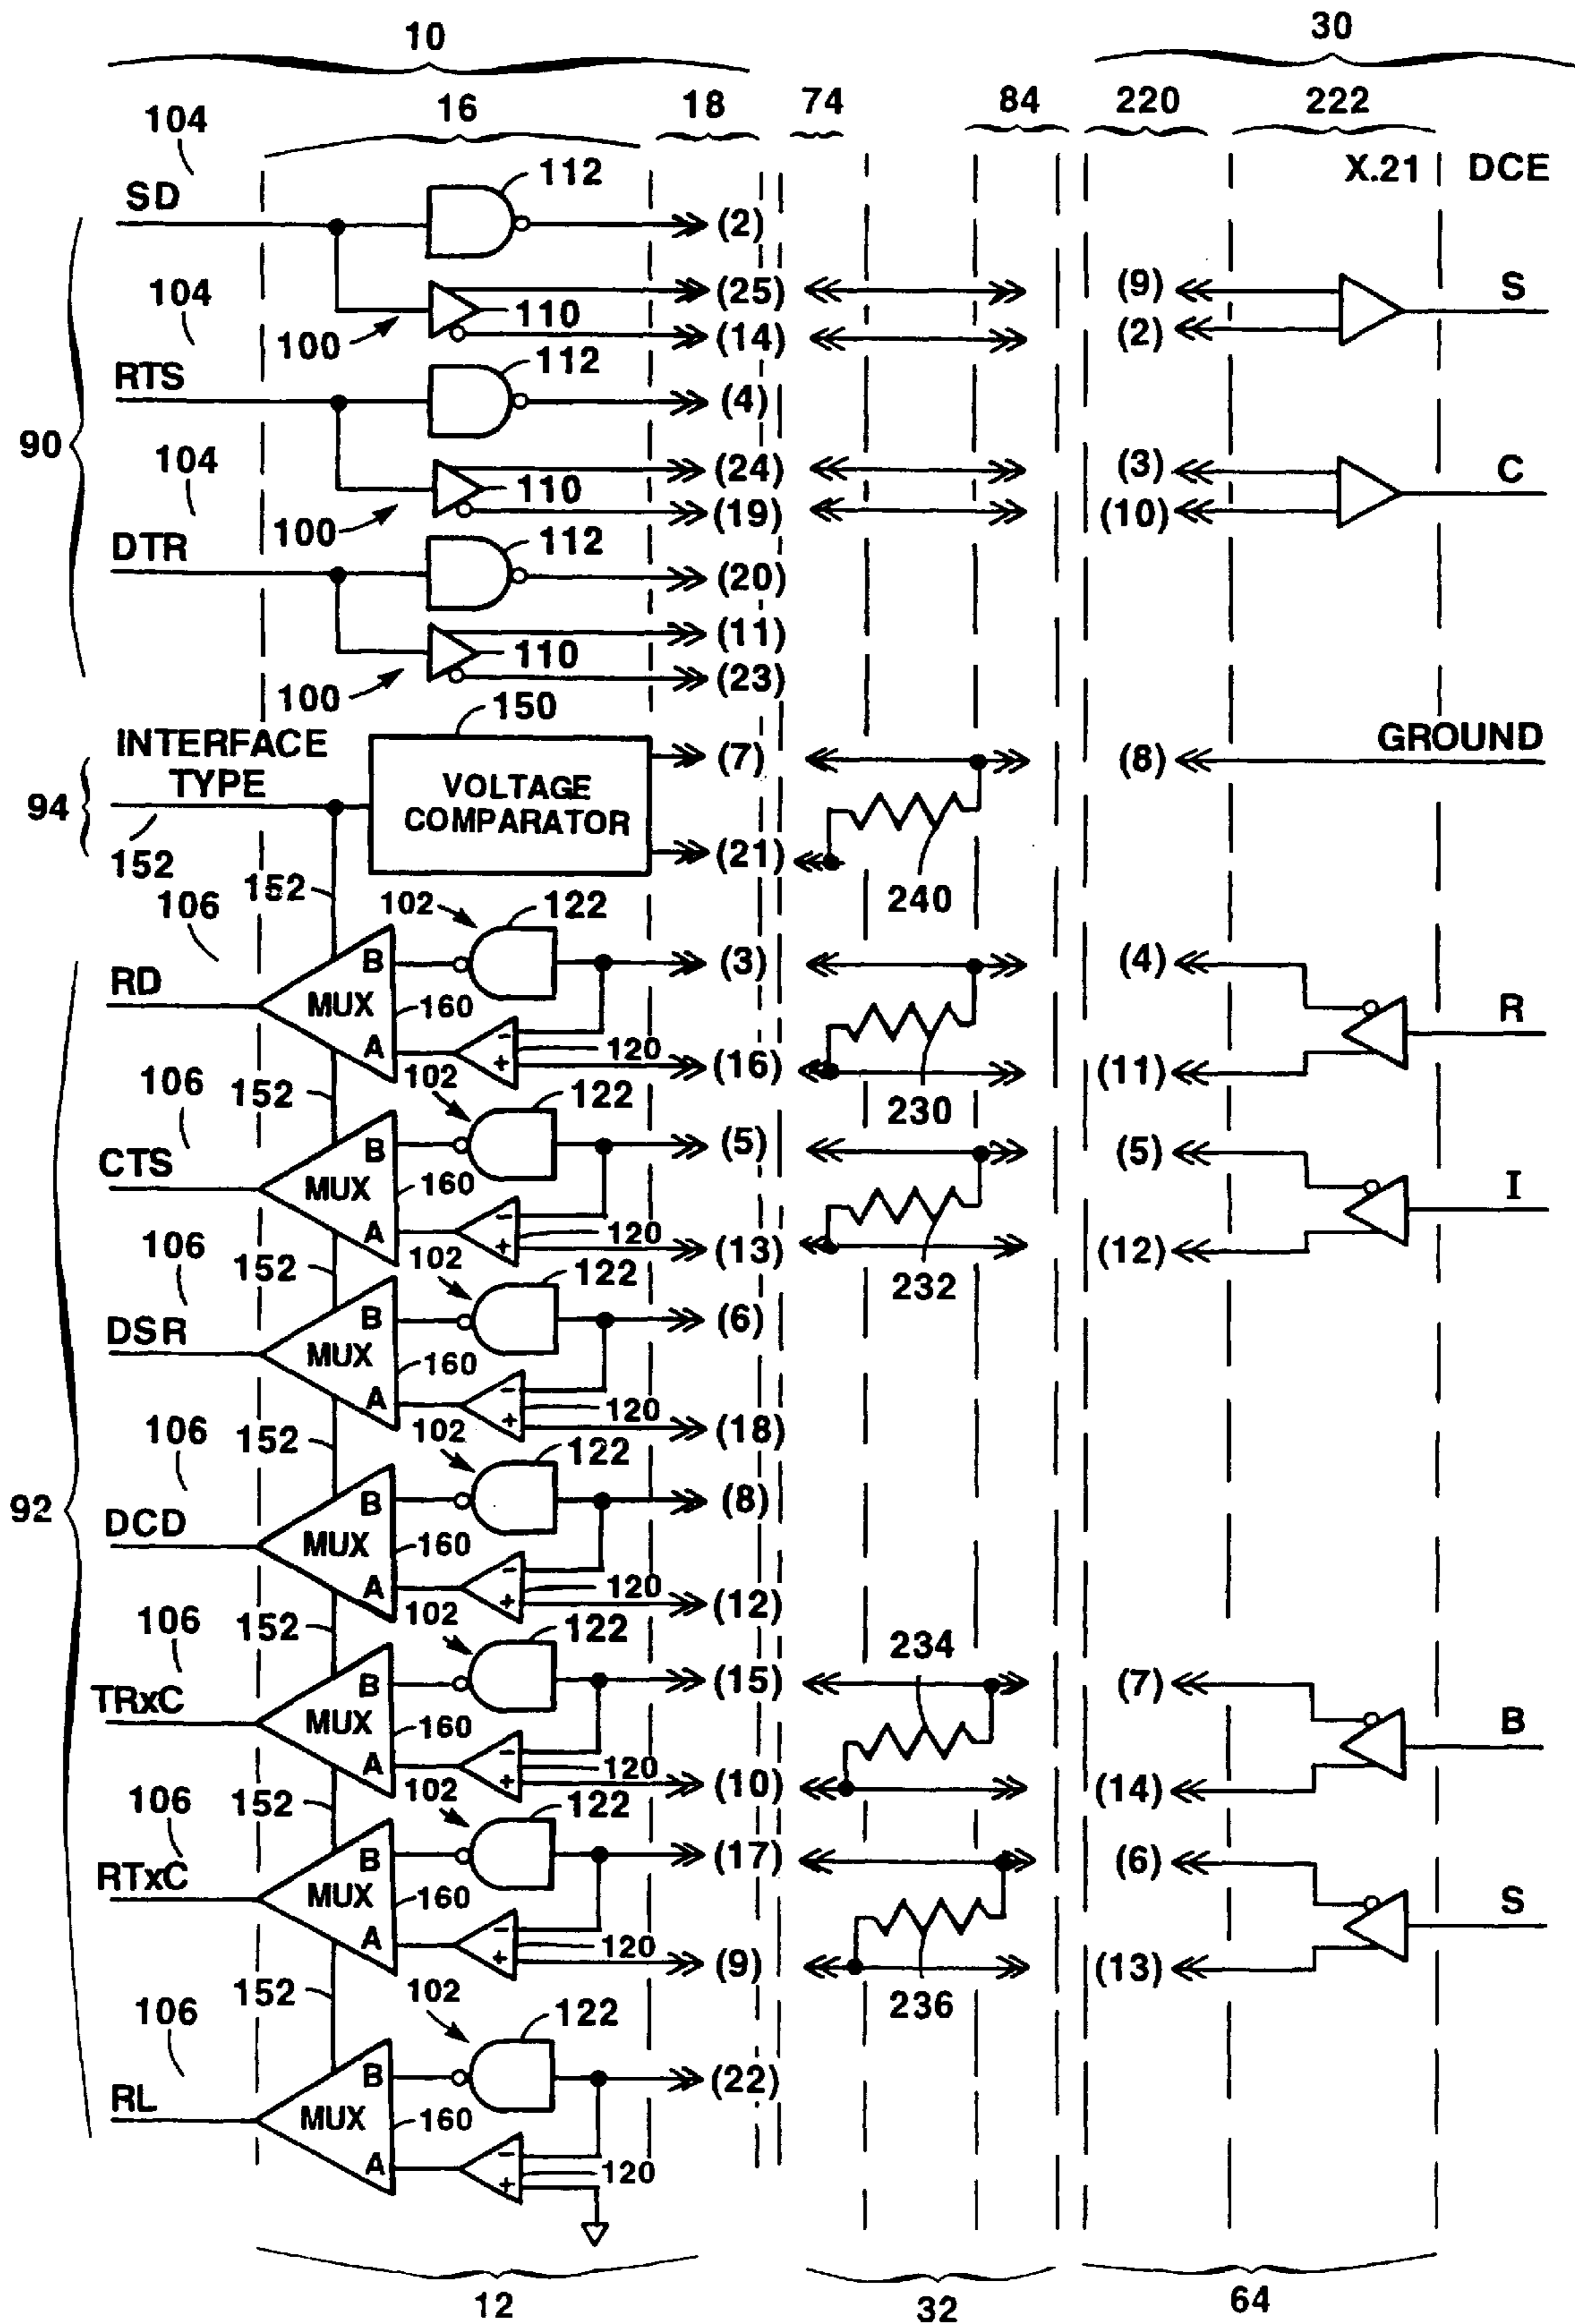 10 30
16 18 74 84 220 222
104 X.21 DCE
SD 112 (2)
(25) (9) S
104 110
100 (14) (2)
RTS 112 (4)
90
104 (24) (3) C
110
100 (19) (10)
DTR 112 (20)
(11)
110
100 (23)
150
INTERFACE (7) (8) GROUND
TYPE VOLTAGE
94 COMPARATOR
152 (21)
152 240
106 102 122
B (3) (4)
RD MUX 160 R
A - + 120 (16) (11)
106 152 102 122 230
B (5) (5)
CTS MUX 160 I
A - + 120 (13) (12)
106 152 102 122 232
B (6)
DSR MUX 160
A - + 120 (18)
106 152 102 122
92 B (8)
DCD MUX 160
A - + 120 (12)
106 152 102 122 234
B (15) (7)
TRxC MUX 160 B
A - + 120 (10) (14)
106 152 102 122
B (17) (6)
RTxC MUX 160 S
A - + 120 (9) (13)
152 102 122 236
106
B (22)
RL MUX 160
A - + 120
12 32 64